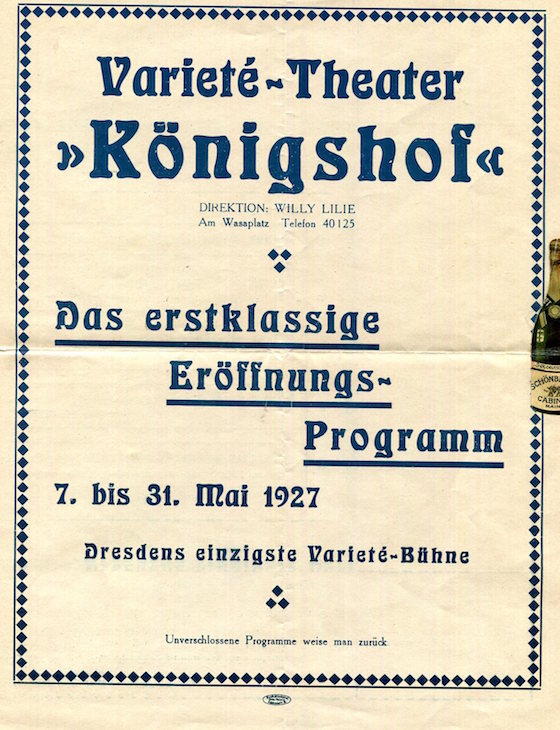 Varieté-Theater
»Königshof«
DIREKTION: WILLY LILIE
Am Wasaplatz Telefon 40125
Das erstklassige
Eröffnungs-
Programm
7. bis 31. Mai 1927
Dresdens einzigste Varieté-Bühne
Unverschlossene Programme weise man zurück
CABIN